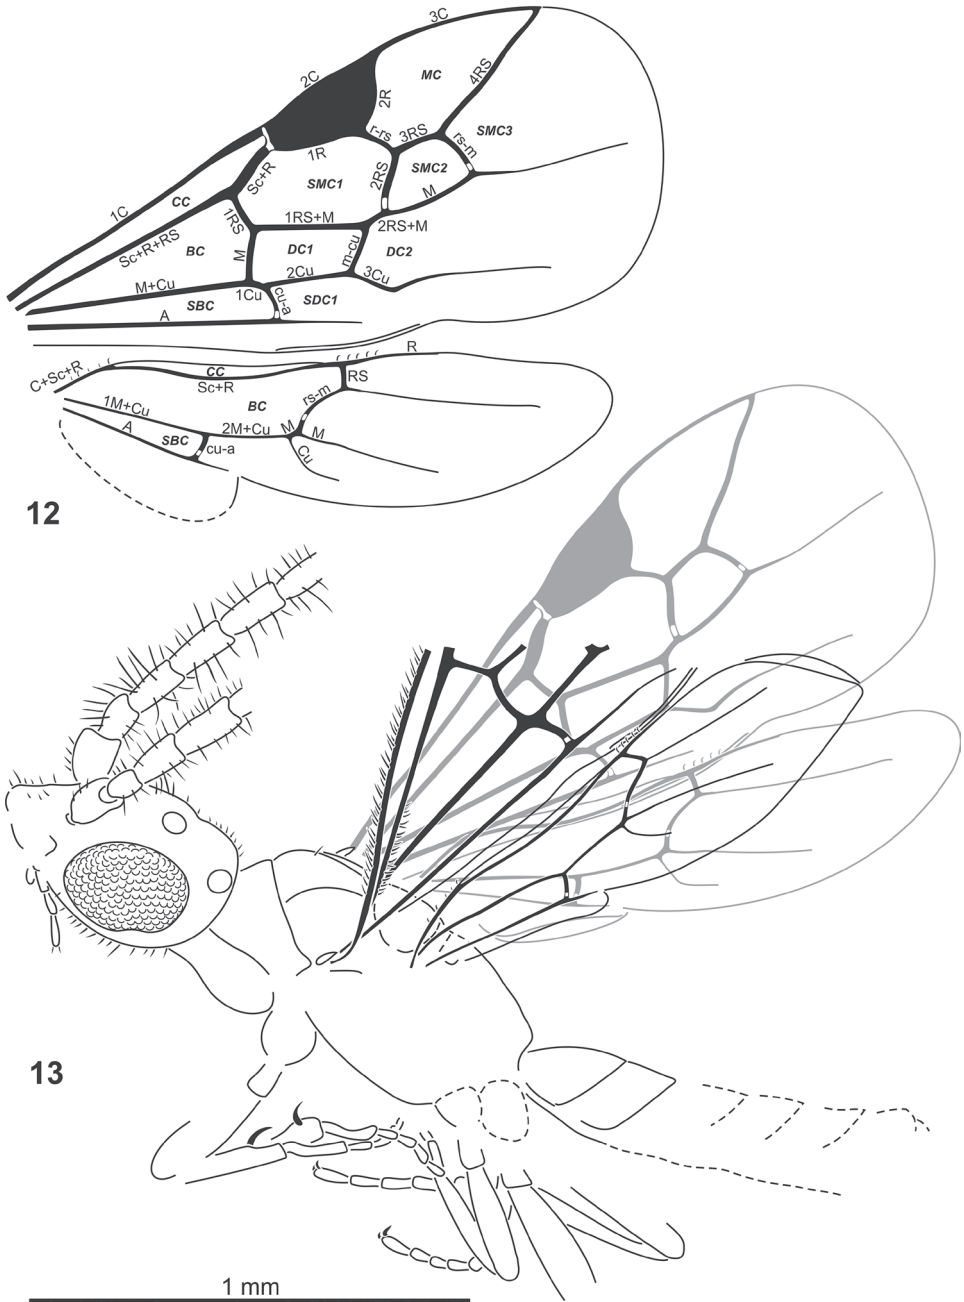 3C
2C
MC
4RS
2R
r-rs
3RS
rs-m
SMC3
1R
Sc+R
SMC1
2RS
SMC2
M
CC
1C
1RS
1RS+M
2RS+M
Sc+R+RS
BC
M
DC1
m-cu
DC2
2Cu
3Cu
M+Cu
1Cu
cu-a
SDC1
SBC
A
R
C+Sc+R
CC
RS
Sc+R
rs-m
1M+Cu
BC
A
SBC
2M+Cu
M
M
cu-a
Cu
12
13
1 mm